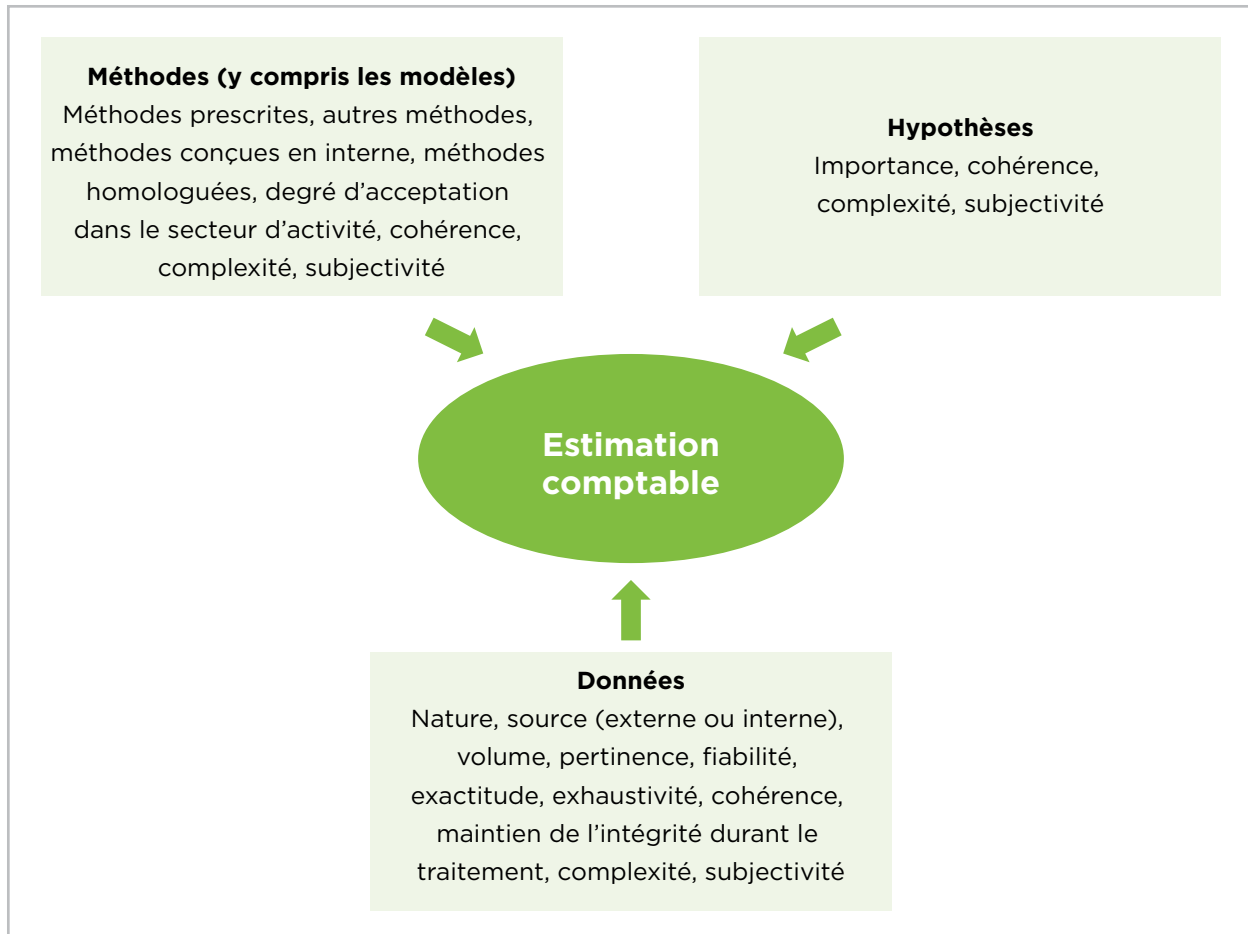 Méthodes (y compris les modèles)
Méthodes prescrites, autres méthodes,
méthodes conçues en interne, méthodes
homologuées, degré d’acceptation
dans le secteur d’activité, cohérence,
complexité, subjectivité
Hypothèses
Importance, cohérence,
complexité, subjectivité
Estimation
comptable
Données
Nature, source (externe ou interne),
volume, pertinence, fiabilité,
exactitude, exhaustivité, cohérence,
maintien de l’intégrité durant le
traitement, complexité, subjectivité